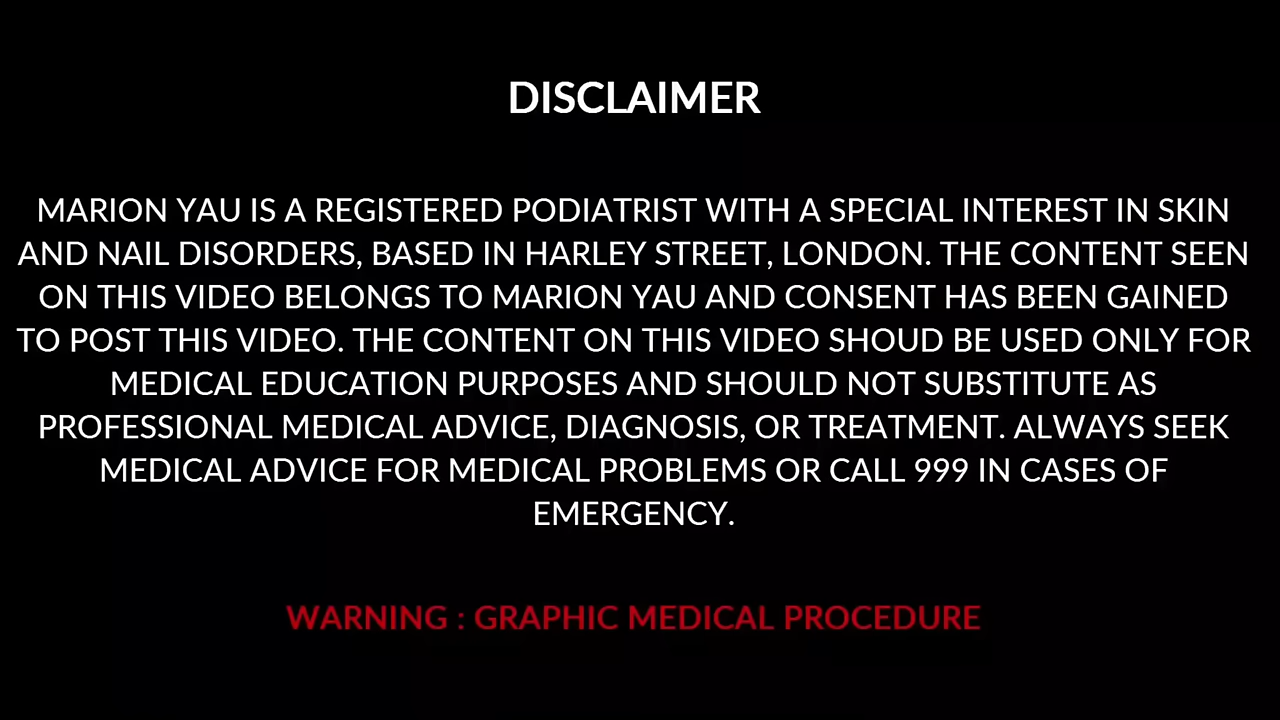 DISCLAIMER
MARION YAU IS A REGISTERED PODIATRIST WITH A SPECIAL INTEREST IN SKIN
AND NAIL DISORDERS, BASED IN HARLEY STREET, LONDON. THE CONTENT SEEN
ON THIS VIDEO BELONGS TO MARION YAU AND CONSENT HAS BEEN GAINED
TO POST THIS VIDEO. THE CONTENT ON THIS VIDEO SHOUD BE USED ONLY FOR
MEDICAL EDUCATION PURPOSES AND SHOULD NOT SUBSTITUTE AS
PROFESSIONAL MEDICAL ADVICE, DIAGNOSIS, OR TREATMENT. ALWAYS SEEK
MEDICAL ADVICE FOR MEDICAL PROBLEMS OR CALL 999 IN CASES OF
EMERGENCY.
WARNING : GRAPHIC MEDICAL PROCEDURE